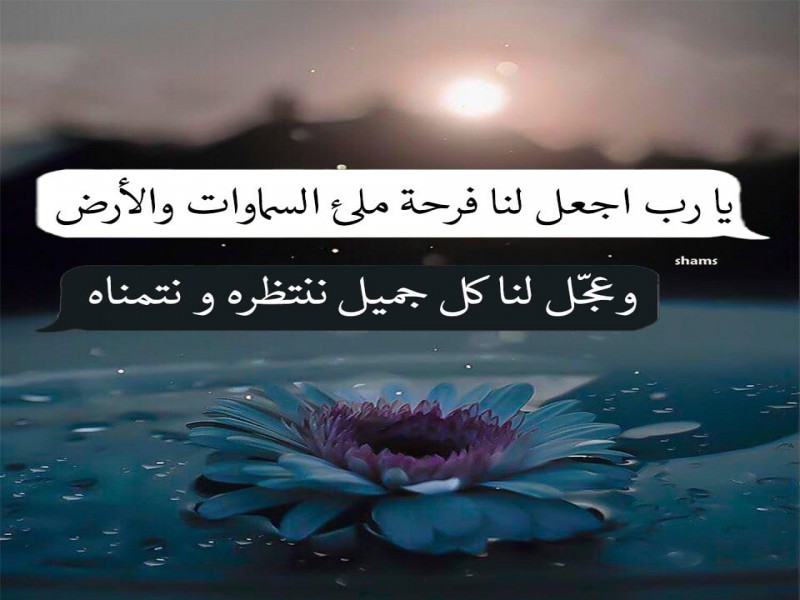 يا رب اجعل لنا فرحة ملئ السماوات والأرض
shams
وعجّل لنا كل جميل ننتظره و نتمناه